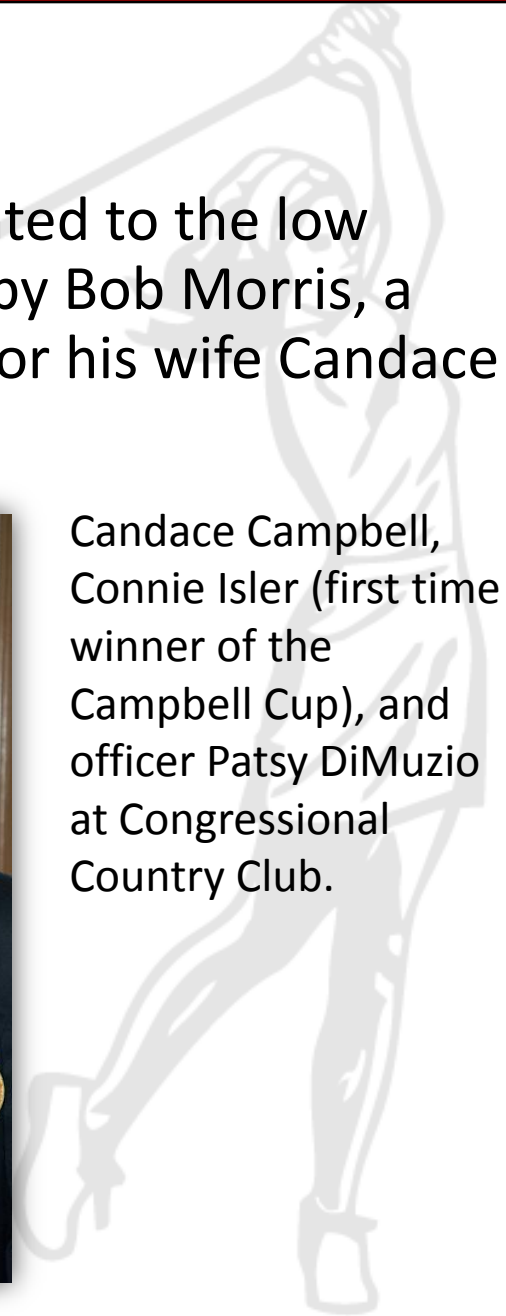 ted to the low
by Bob Morris, a
or his wife Candace
Candace Campbell,
Connie Isler (first time
winner of the
Campbell Cup), and
officer Patsy DiMuzio
at Congressional
Country Club.